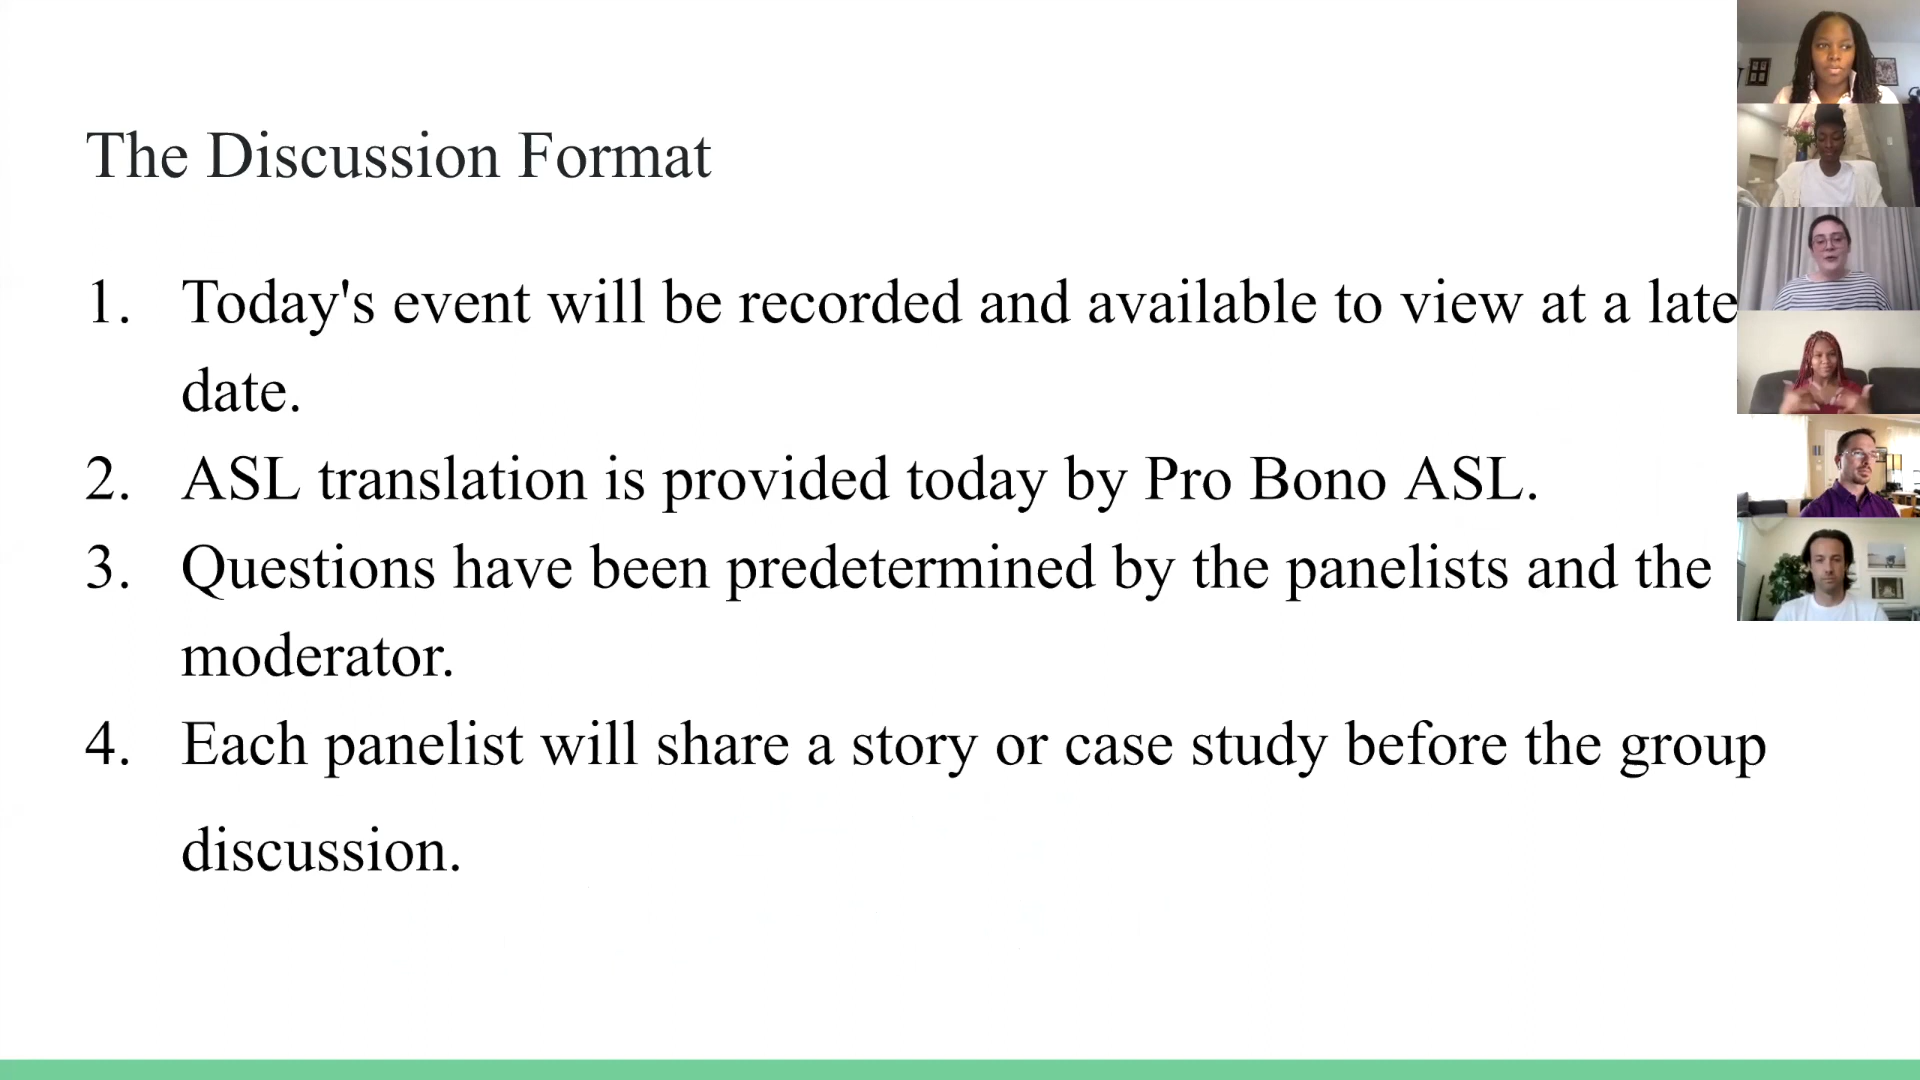 The Discussion Format
1. Today's event will be recorded and available to view at a late
date.
2. ASL translation is provided today by Pro Bono ASL.
3. Questions have been predetermined by the panelists and the
moderator.
4. Each panelist will share a story or case study before the group
discussion.